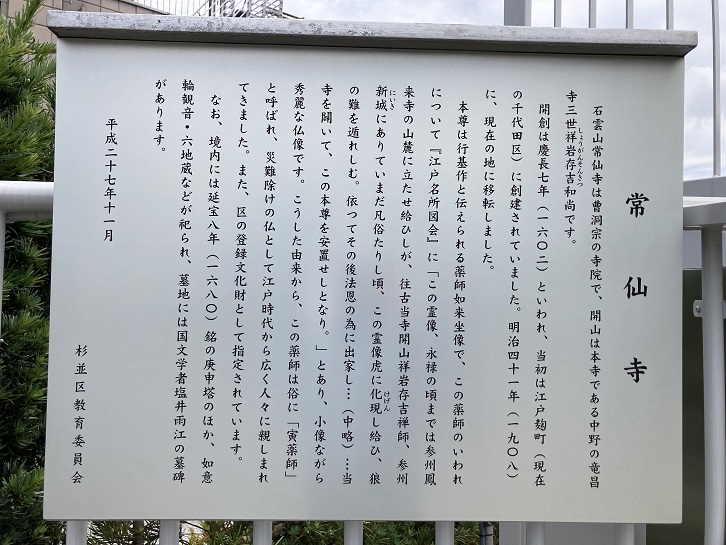 常仙寺
石雲山常仙寺は曹洞宗の寺院で、開山は本寺である中野の竜昌
寺三世祥岩存吉和尚です。
しょうがんそんきつ
開創は慶長七年(一六〇二)といわれ、当初は江戸麹町(現在
の千代田区)に創建されていました。明治四十一年(一九〇八)
に、現在の地に移転しました。
本尊は行基作と伝えられる薬師如来坐像で、この薬師のいわれ
について『江戸名所図会』に「この霊像、永禄の頃までは参州鳳
来寺の山麓に立たせ給ひしが、往古当寺開山祥岩存吉禅師、参州
新城にありていまだ凡俗たりし頃、この霊像虎に化現し給ひ、狼
にいき
けげん
の難を遁れしむ。依つてその後法恩の為に出家し…(中略)…当
寺を開いて、この本尊を安置せしとなり。」とあり、小像ながら
秀麗な仏像です。こうした由来から、この薬師は俗に「寅薬師」
と呼ばれ、災難除けの仏として江戸時代から広く人々に親しまれ
てきました。また、区の登録文化財として指定されています。
なお、境内には延宝八年(一六八〇)銘の庚申塔のほか、如意
輪観音・六地蔵などが祀られ、墓地には国文学者塩井雨江の墓碑
があります。
平成二十七年十一月
杉並区教育委員会